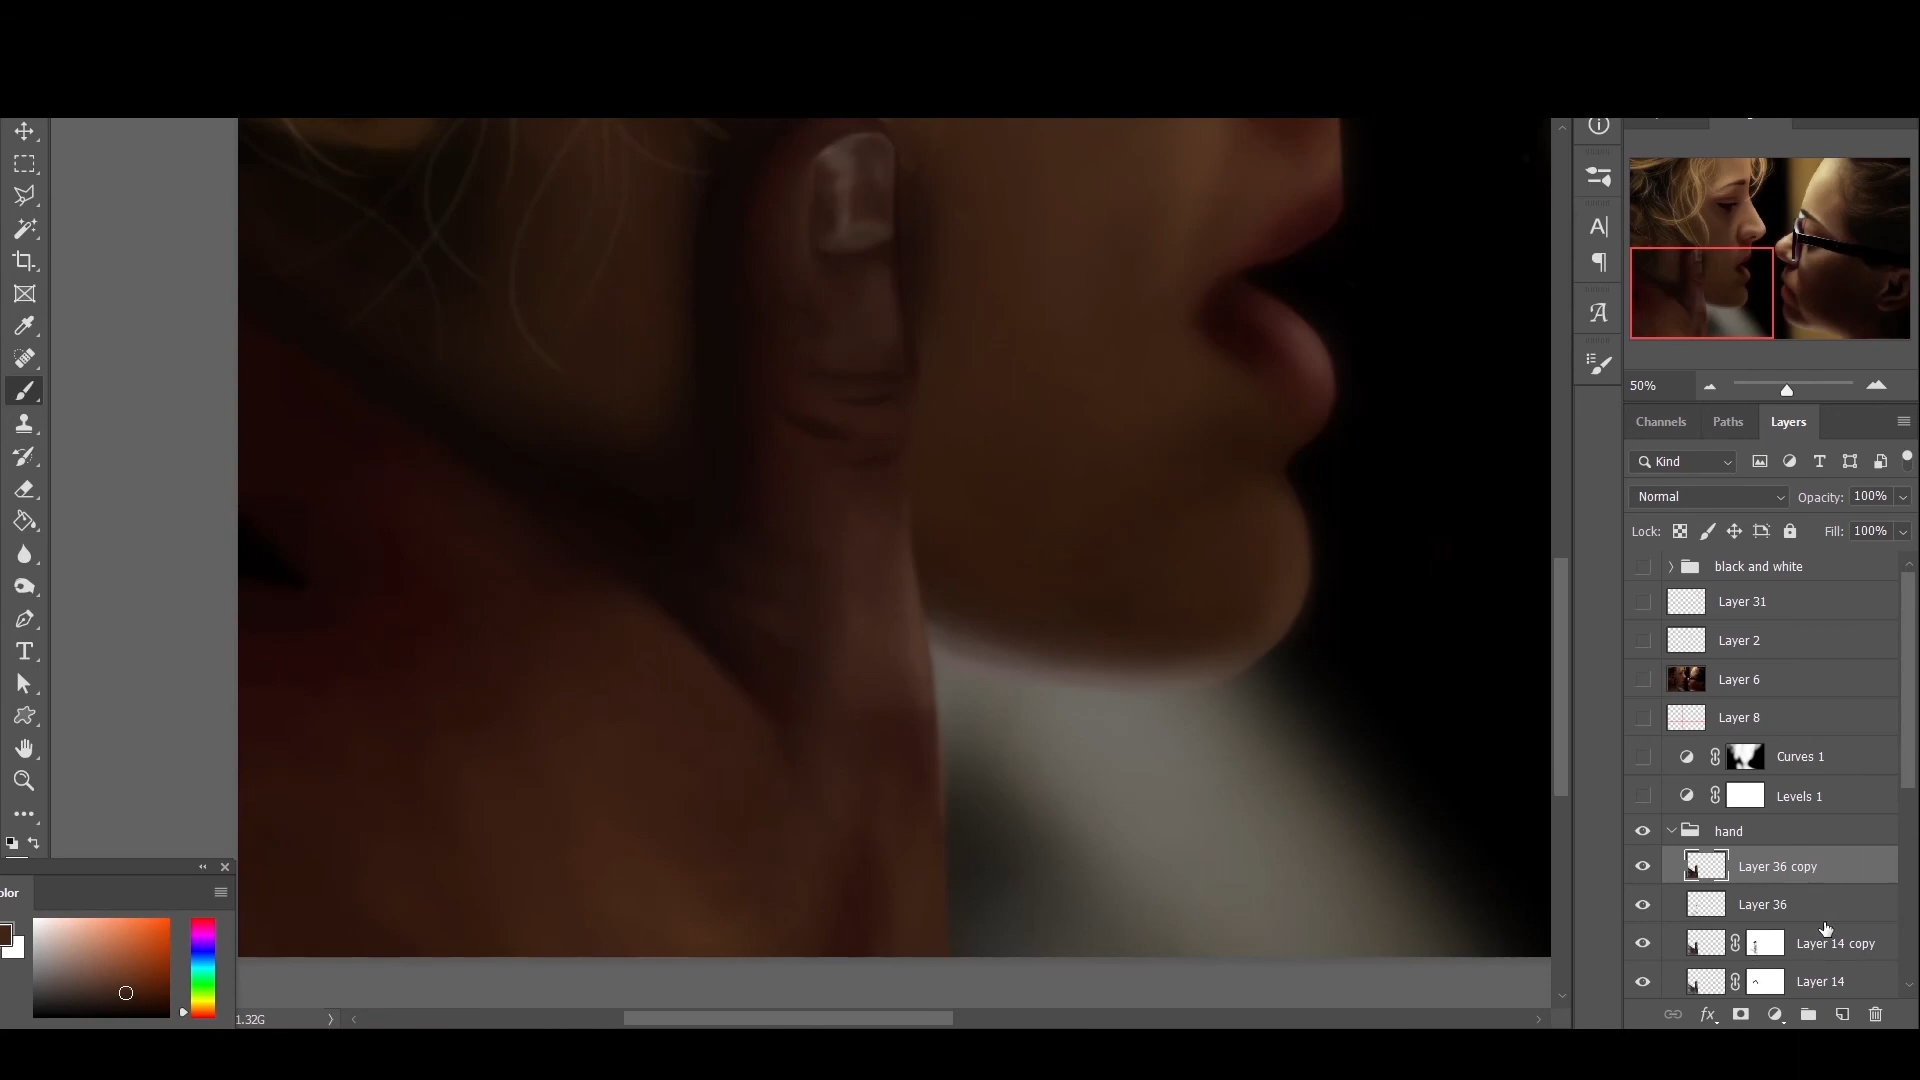 50%
Channels Paths Layers
Kind
Normal Opacity: 100%
Lock: Fill: 100%
black and white
Layer 31
Layer 2
Layer 6
Layer 8
Curves 1
Levels 1
hand
Layer 36 copy
Layer 36
Layer 14 copy
Layer 14
olor
1.32G